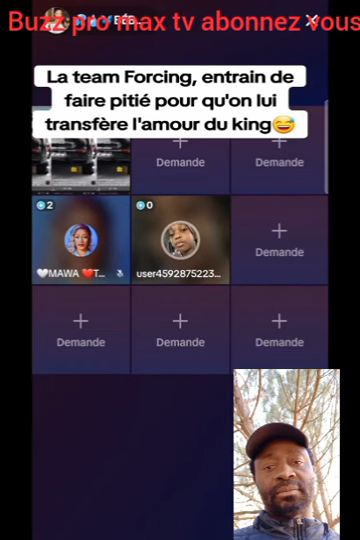 Buzz pro max tv abonnez vous
La team Forcing, entrain de
faire pitié pour qu'on lui
transfère l'amour du king😅
Demande
Demande
2
0
🤍MAWA ❤️T...
user4592875223...
Demande
Demande
Demande
Demande